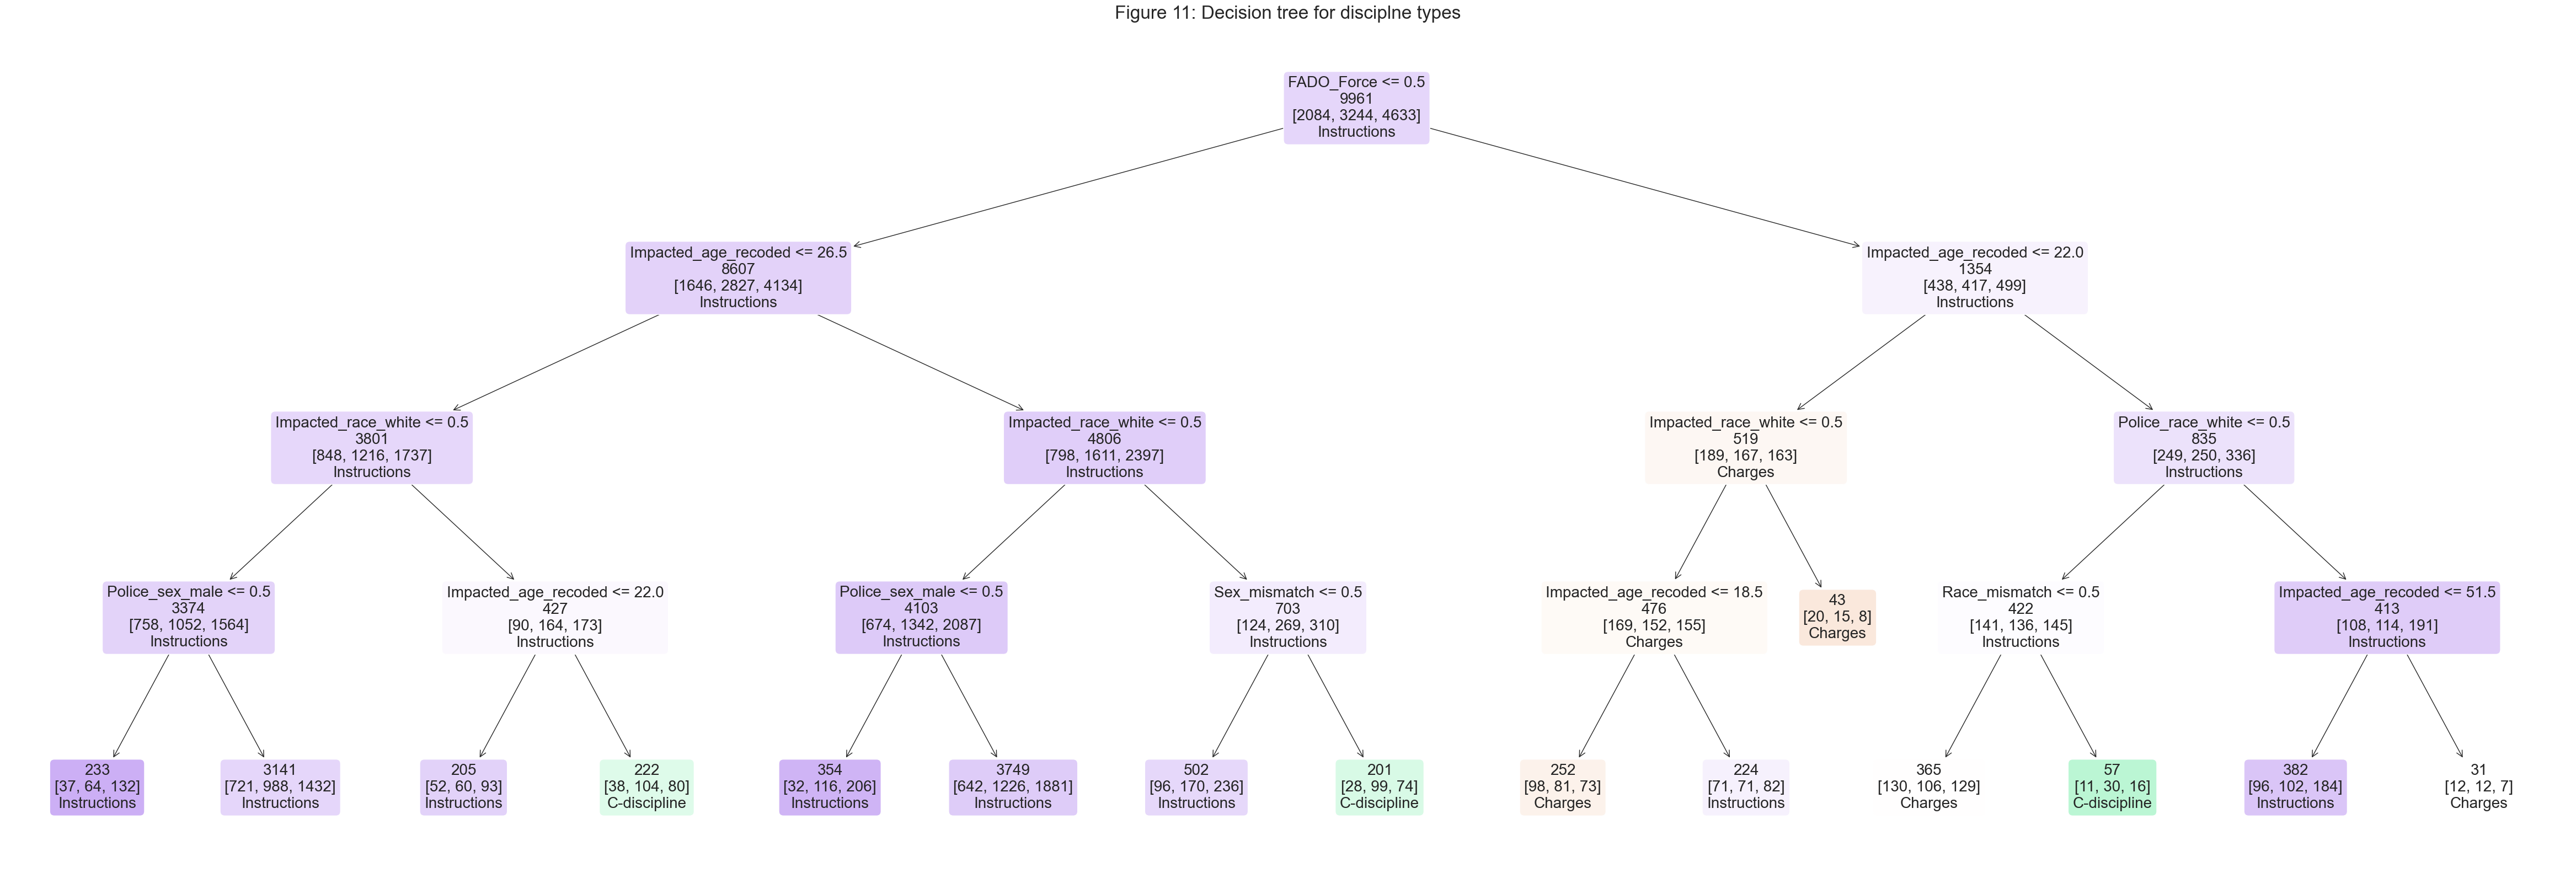 Figure 11: Decision tree for disciplne types
FADO_Force <= 0.5
9961
[2084, 3244, 4633]
Instructions
Impacted_age_recoded <= 26.5
8607
[1646, 2827, 4134]
Instructions
Impacted_age_recoded <= 22.0
1354
[438, 417, 499]
Instructions
Impacted_race_white <= 0.5
3801
[848, 1216, 1737]
Instructions
Impacted_race_white <= 0.5
4806
[798, 1611, 2397]
Instructions
Impacted_race_white <= 0.5
519
[189, 167, 163]
Charges
Police_race_white <= 0.5
835
[249, 250, 336]
Instructions
Police_sex_male <= 0.5
3374
[758, 1052, 1564]
Instructions
Impacted_age_recoded <= 22.0
427
[90, 164, 173]
Instructions
Police_sex_male <= 0.5
4103
[674, 1342, 2087]
Instructions
Sex_mismatch <= 0.5
703
[124, 269, 310]
Instructions
Impacted_age_recoded <= 18.5
476
[169, 152, 155]
Charges
43
[20, 15, 8]
Charges
Race_mismatch <= 0.5
422
[141, 136, 145]
Instructions
Impacted_age_recoded <= 51.5
413
[108, 114, 191]
Instructions
233
[37, 64, 132]
Instructions
3141
[721, 988, 1432]
Instructions
205
[52, 60, 93]
Instructions
222
[38, 104, 80]
C-discipline
354
[32, 116, 206]
Instructions
3749
[642, 1226, 1881]
Instructions
502
[96, 170, 236]
Instructions
201
[28, 99, 74]
C-discipline
252
[98, 81, 73]
Charges
224
[71, 71, 82]
Instructions
365
[130, 106, 129]
Charges
57
[11, 30, 16]
C-discipline
382
[96, 102, 184]
Instructions
31
[12, 12, 7]
Charges